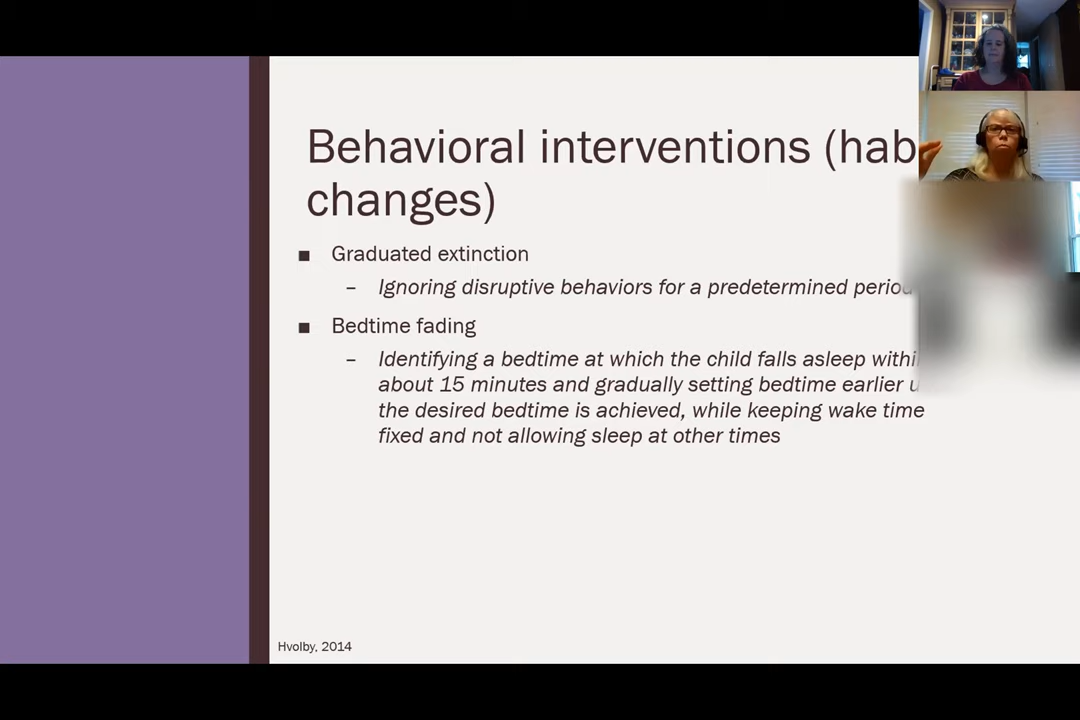 Behavioral interventions (hab
changes)
■ Graduated extinction
– Ignoring disruptive behaviors for a predetermined
■ Bedtime fading
– Identifying a bedtime at which the child falls asleep
about 15 minutes and gradually setting bedtime earlier
the desired bedtime is achieved, while keeping wake time
fixed and not allowing sleep at other times
Hvolby, 2014